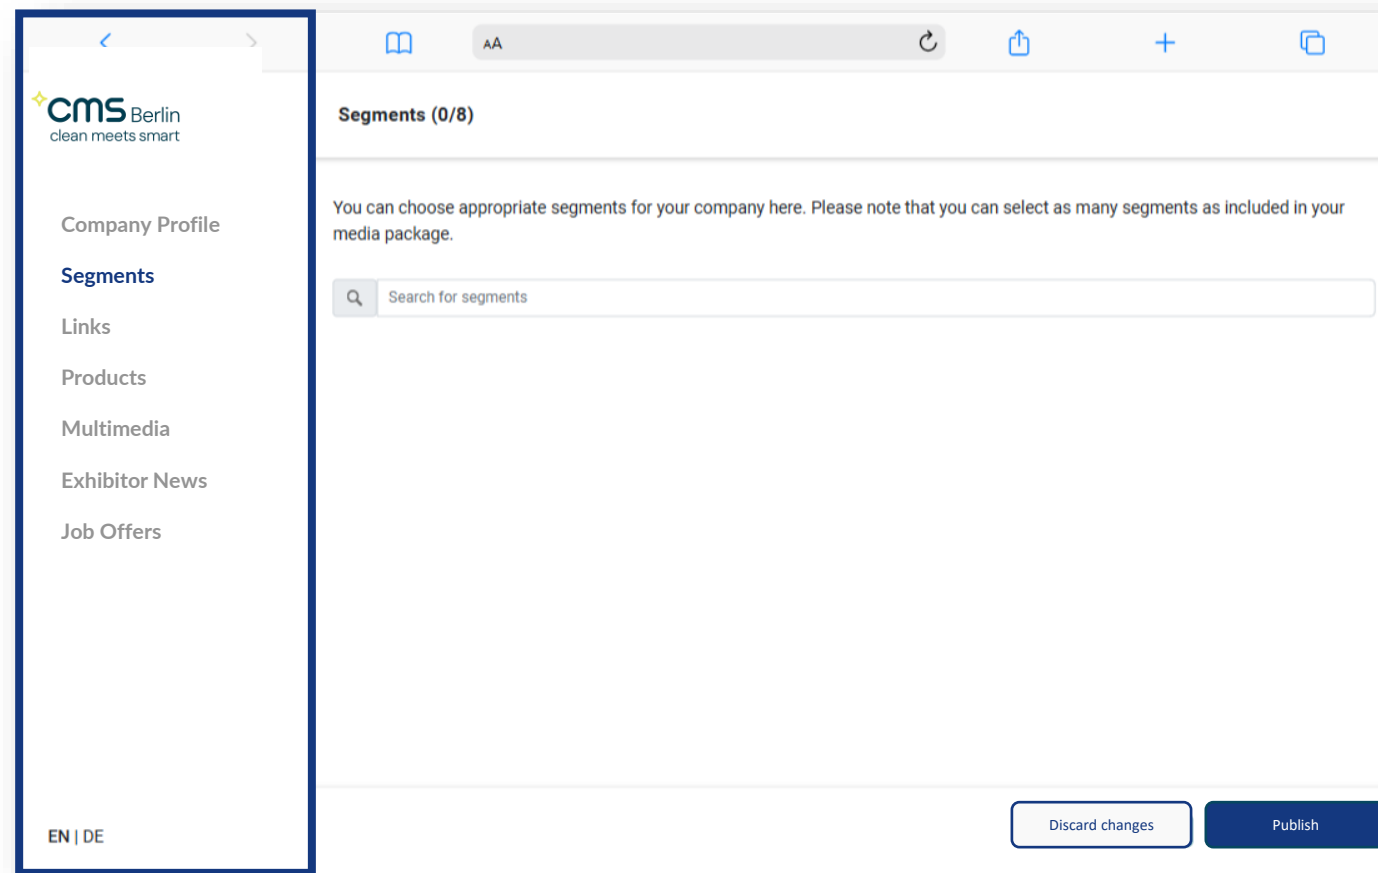 AA
CMS Berlin
clean meets smart
Company Profile
Segments
Links
Products
Multimedia
Exhibitor News
Job Offers
EN | DE
Segments (0/8)
You can choose appropriate segments for your company here. Please note that you can select as many segments as included in your
media package.
Search for segments
Discard changes
Publish